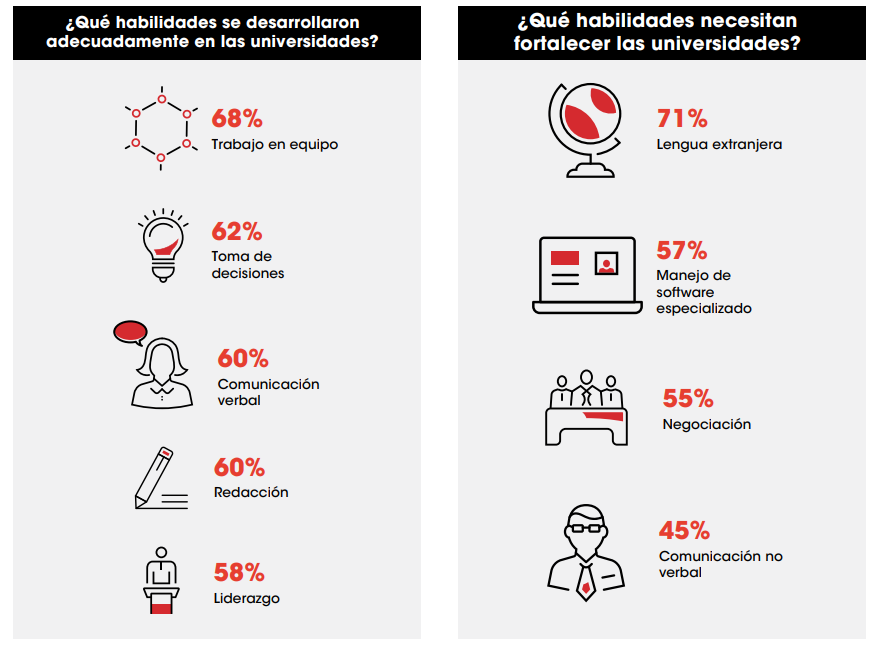 ¿Qué habilidades se desarrollaron
adecuadamente en las universidades?
68%
Trabajo en equipo
62%
Toma de
decisiones
60%
Comunicación
verbal
60%
Redacción
58%
Liderazgo
¿Qué habilidades necesitan
fortalecer las universidades?
71%
Lengua extranjera
57%
Manejo de
software
especializado
55%
Negociación
45%
Comunicación no
verbal